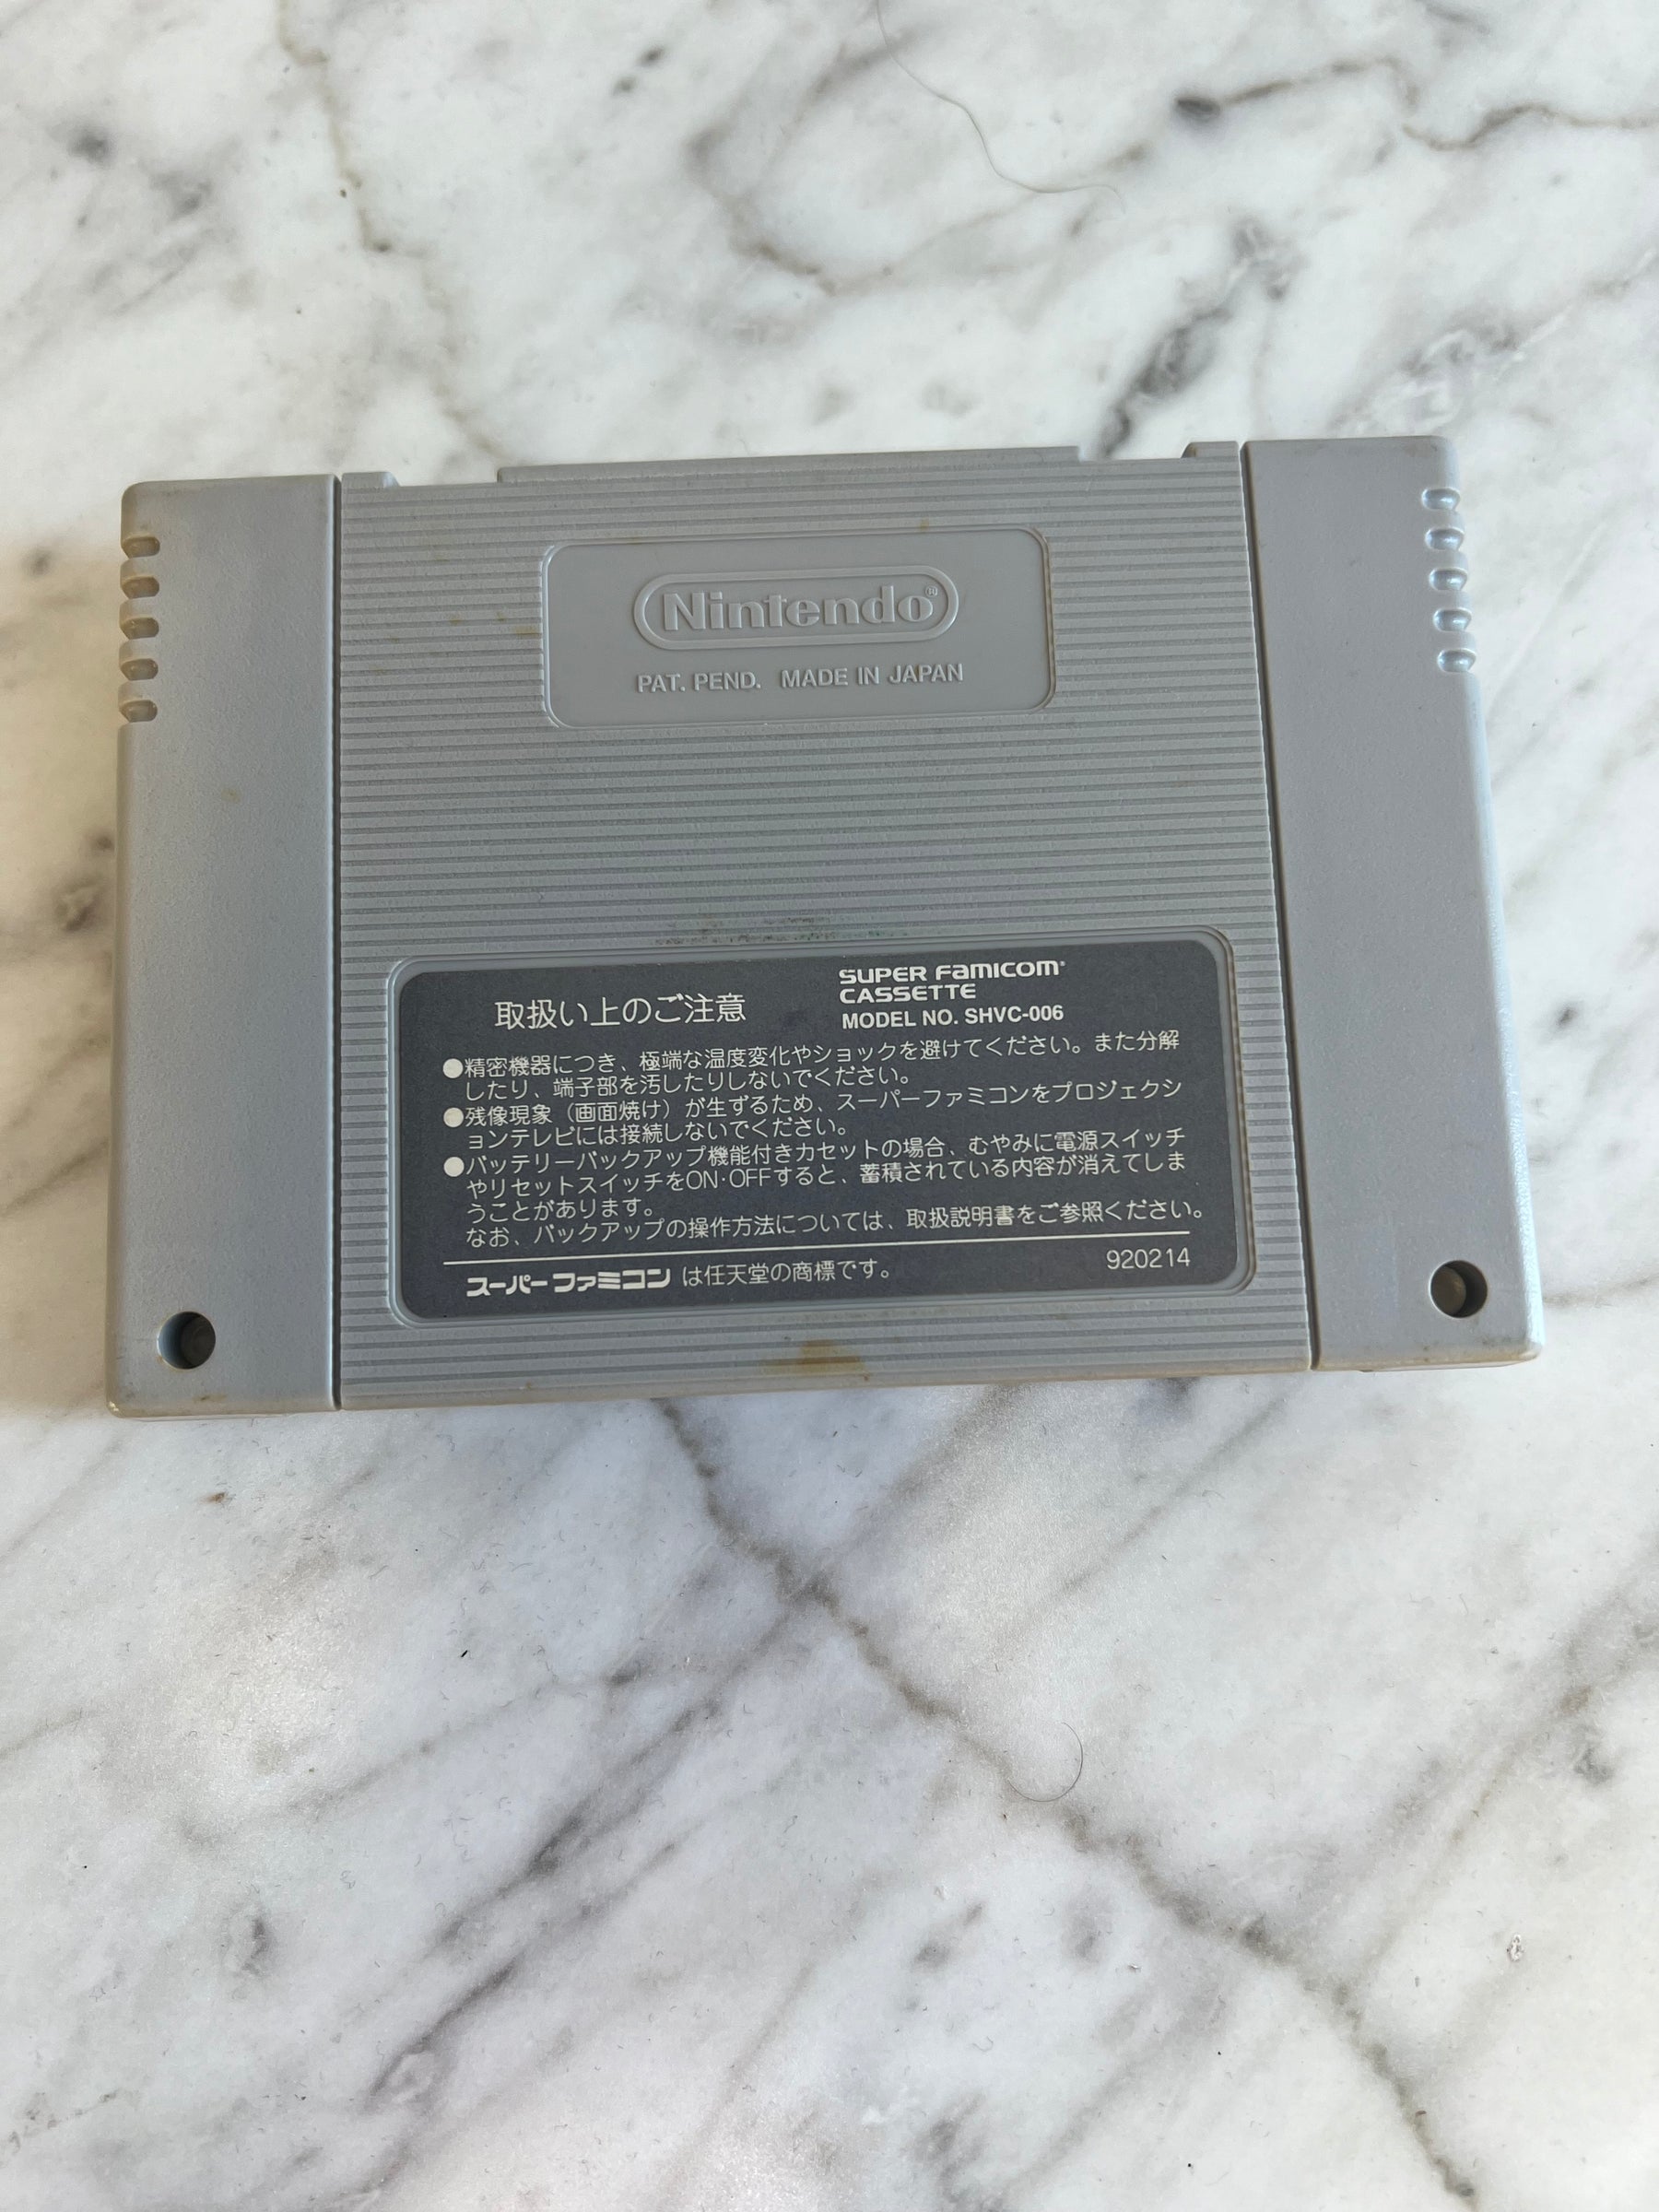 Nintendo®
PAT. PEND. MADE IN JAPAN
取扱い上のご注意
SUPER FAMICOM
CASSETTE
MODEL NO. SHVC-006
●精密機器につき、極端な温度変化やショックを避けてください。また分解
したり、端子部を汚したりしないでください。
●残像現象（画面焼け）が生ずるため、スーパーファミコンをプロジェクシ
ョンテレビには接続しないでください。
●バッテリーバックアップ機能付きカセットの場合、むやみに電源スイッチ
やリセットスイッチをON·OFFすると、蓄積されている内容が消えてしま
うことがあります。
なお、バックアップの操作方法については、取扱説明書をご参照ください。
スーパーファミコン は任天堂の商標です。
920214